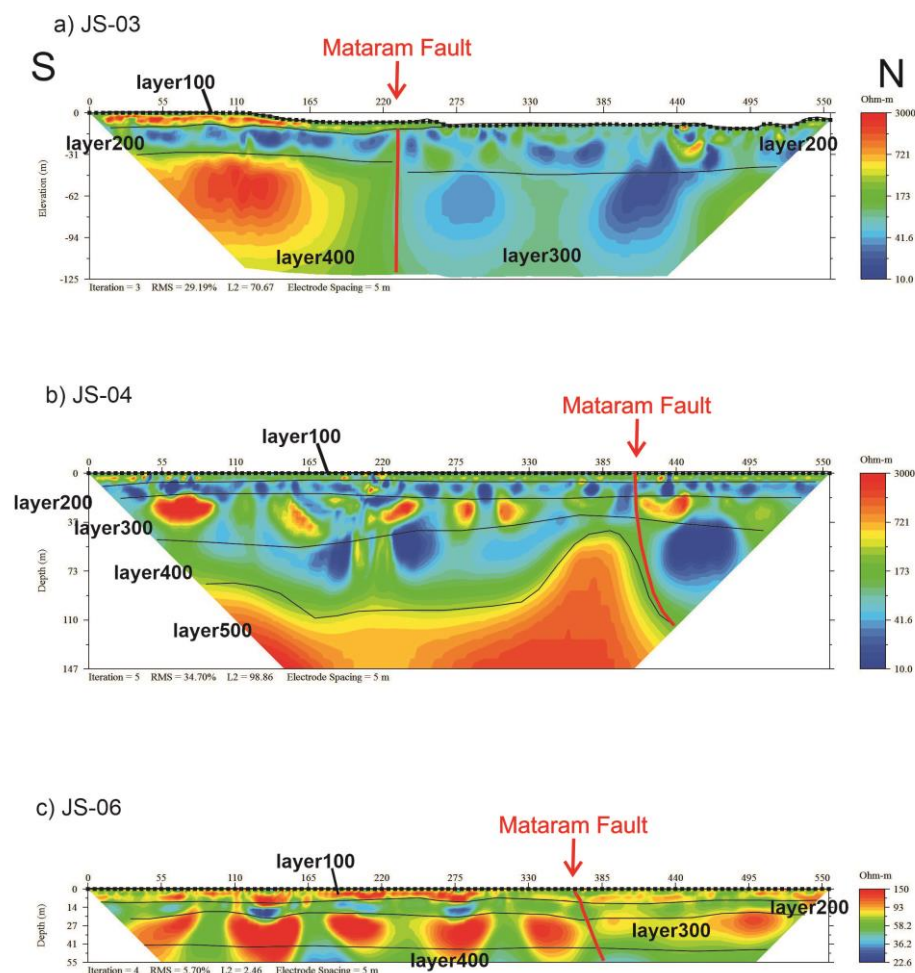 a) JS-03
Mataram Fault
S
N
layer100
0 55 110 165 220 275 330 385 440 495 550
Ohm-m
0
-31
-62
-94
-125
Elevation (m)
layer200
layer200
layer400
layer300
3000
725
173
41.6
10.0
Iteration = 3 RMS = 29.19% L2 = 70.67 Electrode Spacing = 5 m
b) JS-04
Mataram Fault
layer100
0 55 110 165 220 275 330 385 440 495 550
Ohm-m
0
37
73
110
147
Depth (m)
layer200
layer300
layer400
layer500
3000
725
173
41.6
10.0
Iteration = 5 RMS = 34.70% L2 = 98.86 Electrode Spacing = 5 m
c) JS-06
Mataram Fault
layer100
0 55 110 165 220 275 330 385 440 495 550
Ohm-m
0
14
27
41
55
Depth (m)
layer200
layer300
layer400
150
93
58
36.2
22.6
Iteration = 4 RMS = 5.70% L2 = 2.46 Electrode Spacing = 5 m